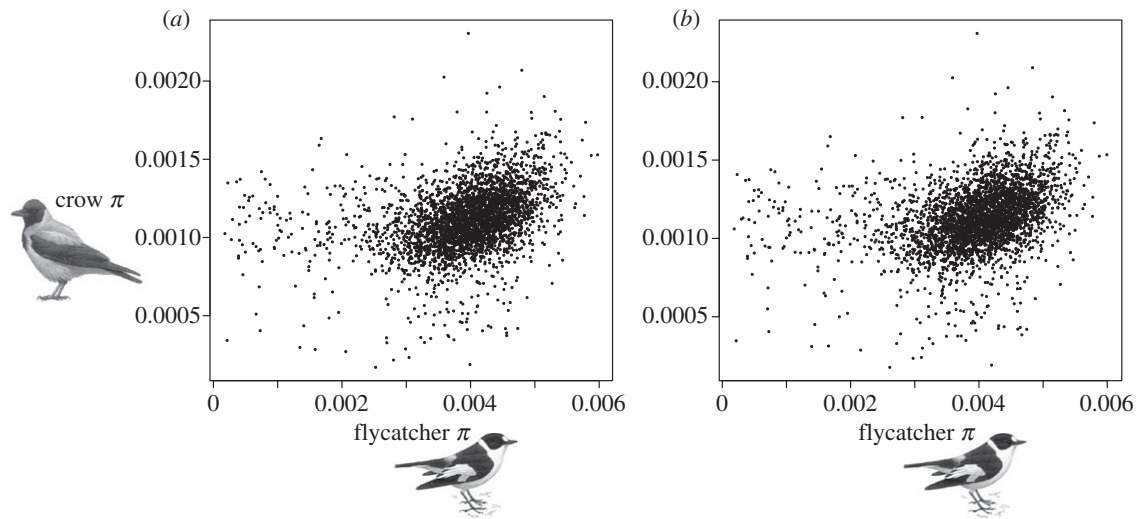 (a) (b)
0.0020 0.0020
0.0015 0.0015
crow π
0.0010 0.0010
0.0005 0.0005
0 0.002 0.004 0.006 0 0.002 0.004 0.006
flycatcher π flycatcher π